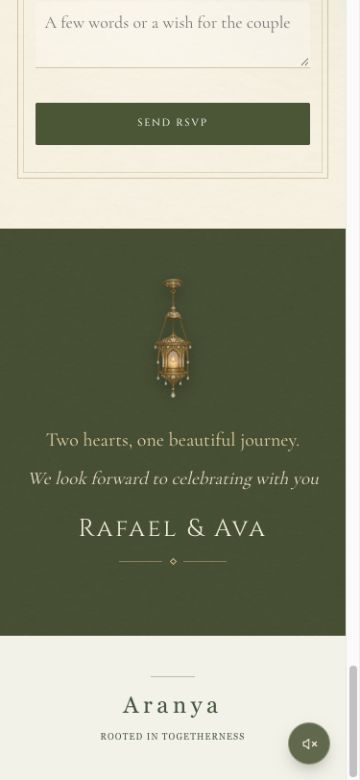 A few words or a wish for the couple
SEND RSVP
Two hearts, one beautiful journey.
We look forward to celebrating with you
Rafael & Ava
Aranya
ROOTED IN TOGETHERNESS